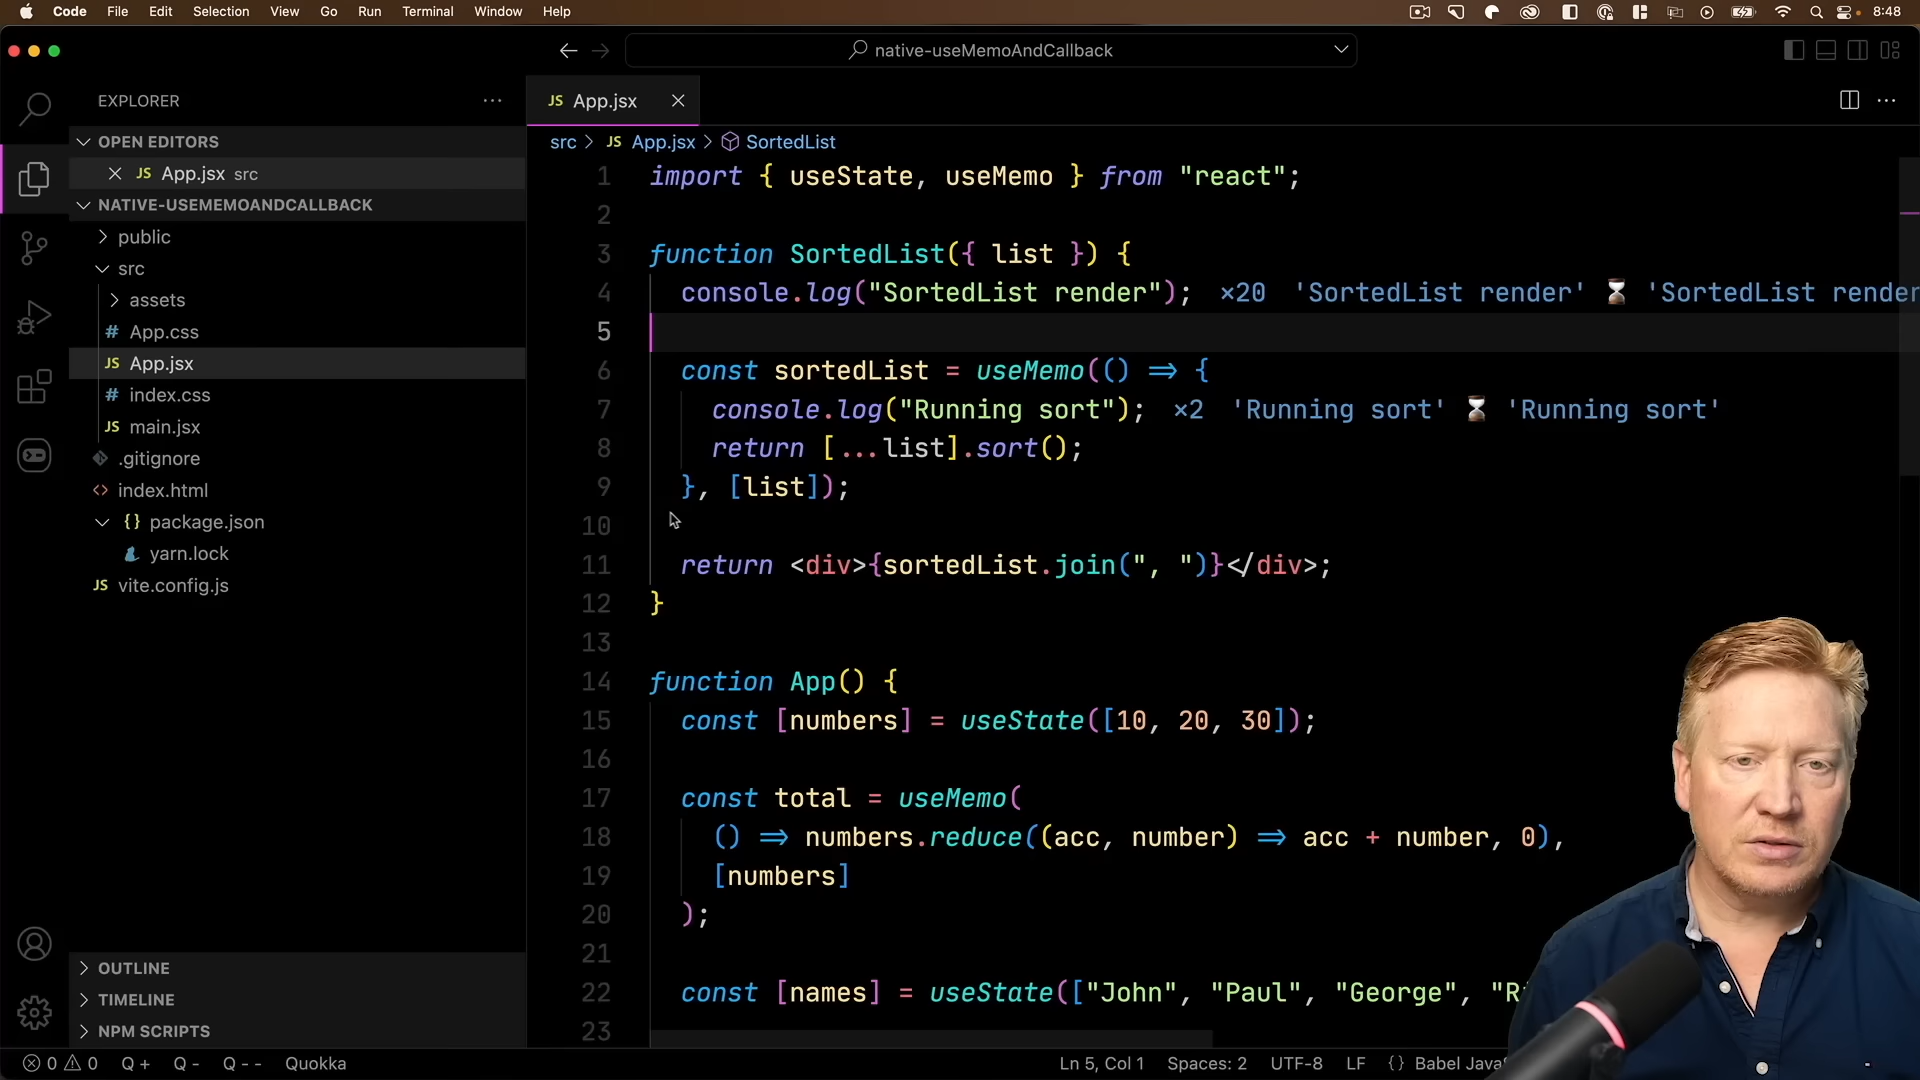 Code File Edit Selection View Go Run Terminal Window Help 8:48
native-useMemoAndCallback
EXPLORER
OPEN EDITORS
JS App.jsx src
NATIVE-USEMEMOANDCALLBACK
public
src
assets
# App.css
JS App.jsx
# index.css
JS main.jsx
.gitignore
<> index.html
{} package.json
yarn.lock
JS vite.config.js
OUTLINE
TIMELINE
NPM SCRIPTS
JS App.jsx
src > JS App.jsx > SortedList
1 import { useState, useMemo } from "react";
2
3 function SortedList({ list }) {
4 console.log("SortedList render"); ×20 'SortedList render' ⌛ 'SortedList render
5
6 const sortedList = useMemo(() => {
7 console.log("Running sort"); ×2 'Running sort' ⌛ 'Running sort'
8 return [...list].sort();
9 }, [list]);
10
11 return <div>{sortedList.join(", ")}</div>;
12 }
13
14 function App() {
15 const [numbers] = useState([10, 20, 30]);
16
17 const total = useMemo(
18 () => numbers.reduce((acc, number) => acc + number, 0),
19 [numbers]
20 );
21
22 const [names] = useState(["John", "Paul", "George",
23
0 0 Q + Q - Q - - Quokka Ln 5, Col 1 Spaces: 2 UTF-8 LF {} Babel